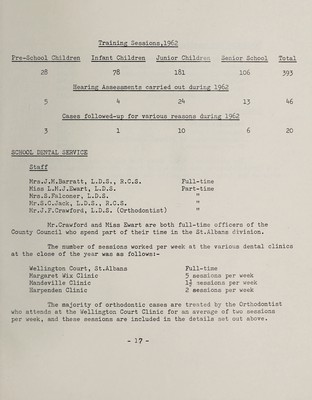 Training Sessions,1962
Pre-School Children Infant Children Junior Children Senior School Total
28 78 181 106 393
Hearing Assessments carried out during 1962
5 4 24 13 46
Cases followed-up for various reasons during 1962
3 1 10 6 20
SCHOOL DENTAL SERVICE
Staff
Mrs.J.M.Barratt, L.D.S., R.C.S. Full-time
Miss L.M.J.Ewart, L.D.S. Part-time
Mrs.S.Falconer, L.D.S. "
Mr.S.C.Jack, L.D.S., R.C.S. "
Mr.J.F.Crawford, L.D.S. (Orthodontist) "
Mr.Crawford and Miss Ewart are both full-time officers of the
County Council who spend part of their time in the St.Albans division.
The number of sessions worked per week at the various dental clinics
at the close of the year was as follows:-
Wellington Court, St.Albans Full-time
Margaret Wix Clinic 5 sessions per week
Mandeville Clinic 1½ sessions per week
Harpenden Clinic 2 sessions per week
The majority of orthodontic cases are treated by the Orthodontist
who attends at the Wellington Court Clinic for an average of two sessions
per week, and these sessions are included in the details set out above.
- 17 -